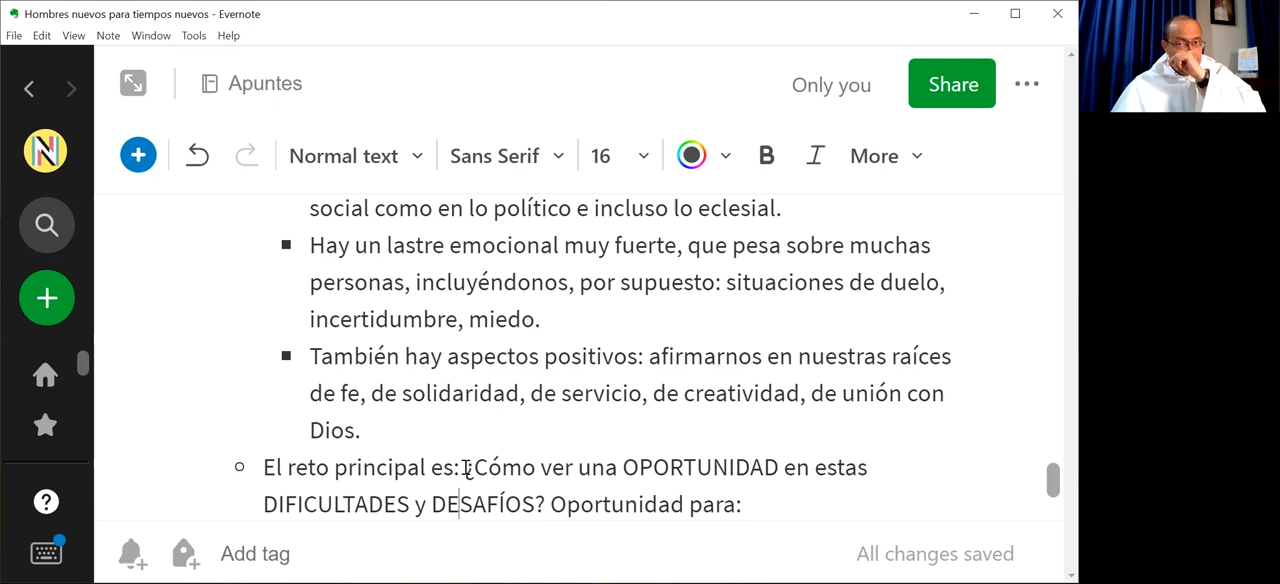 Hombres nuevos para tiempos nuevos - Evernote
File Edit View Note Window Tools Help
Apuntes
Only you
Share
Normal text
Sans Serif
16
B
I
More
social como en lo político e incluso lo eclesial.
Hay un lastre emocional muy fuerte, que pesa sobre muchas
personas, incluyéndonos, por supuesto: situaciones de duelo,
incertidumbre, miedo.
También hay aspectos positivos: afirmarnos en nuestras raíces
de fe, de solidaridad, de servicio, de creatividad, de unión con
Dios.
El reto principal es: ¿Cómo ver una OPORTUNIDAD en estas
DIFICULTADES y DESAFÍOS? Oportunidad para:
Add tag
All changes saved